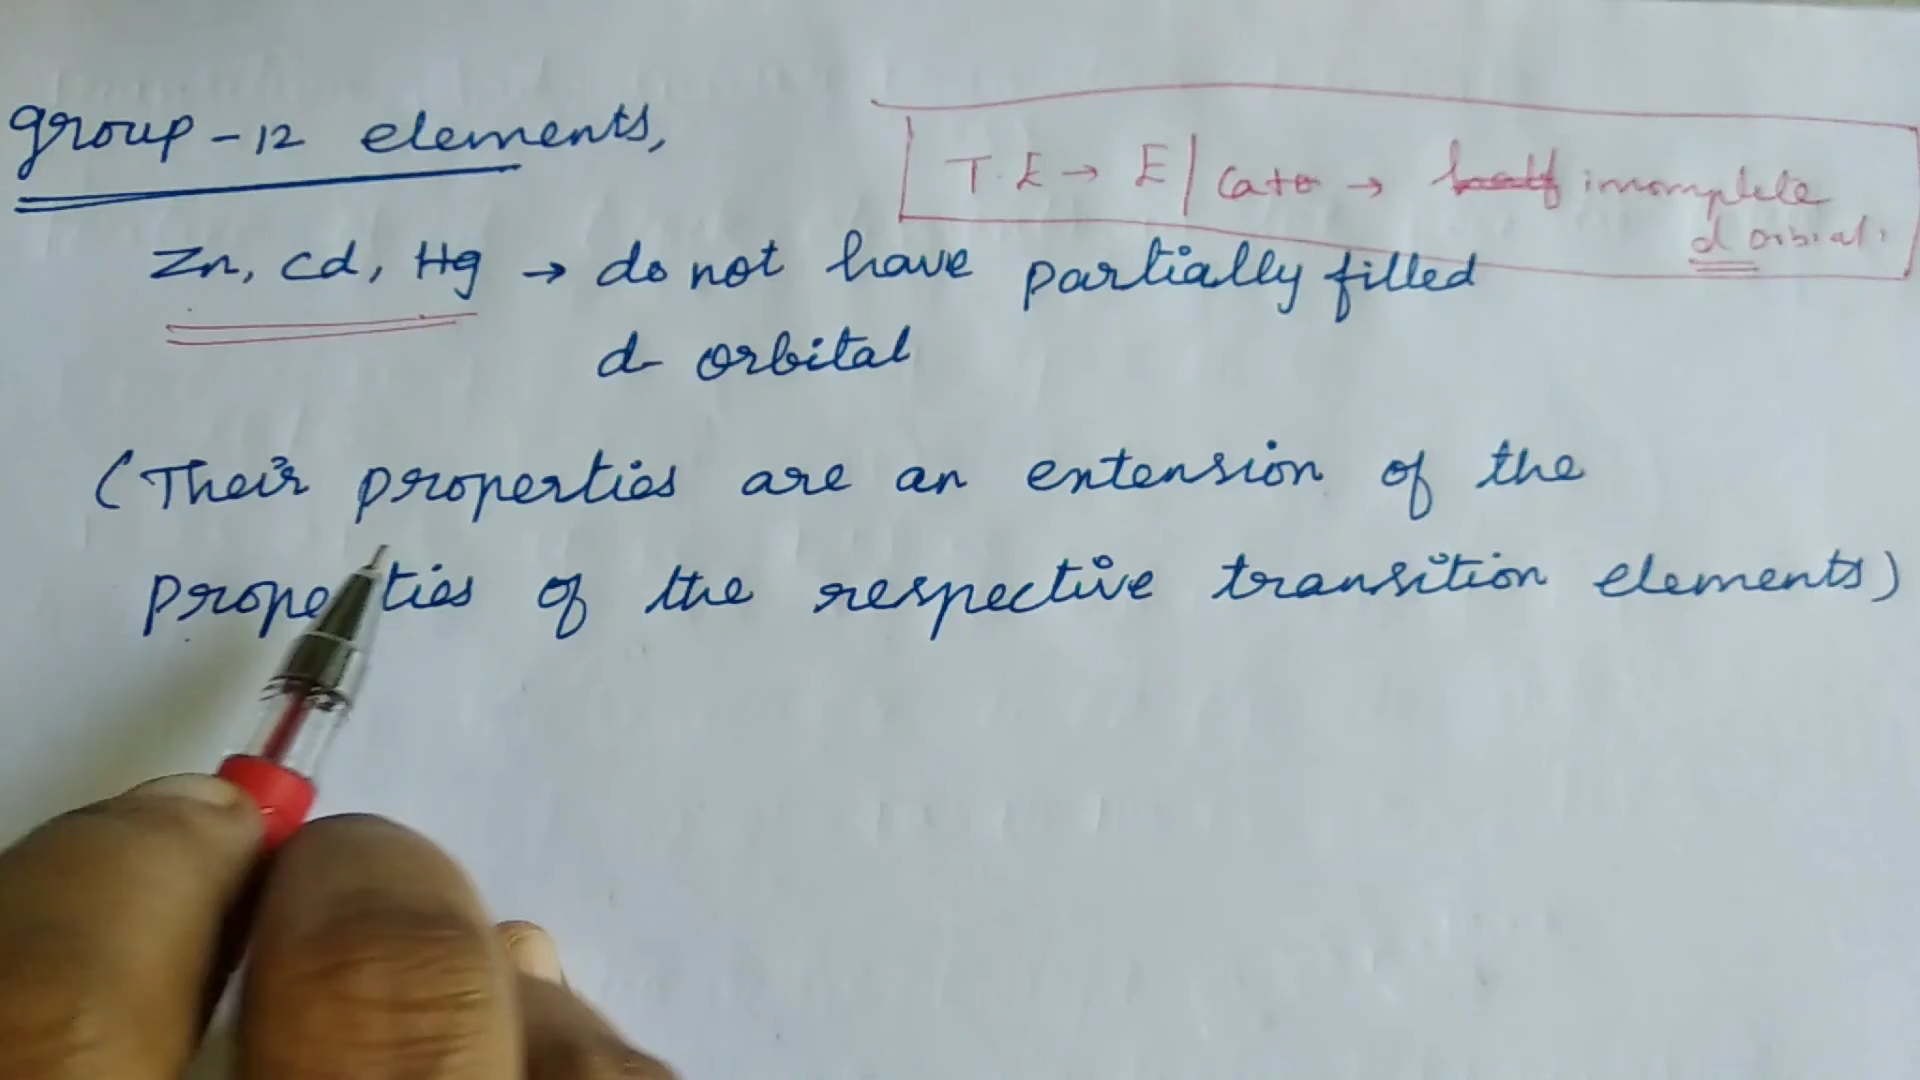 group - 12 elements,
T.E → E | Cato → half incomplete
d orbital.
Zn, Cd, Hg → do not have partially filled
d- orbital
(Their properties are an extension of the
properties of the respective transition elements)